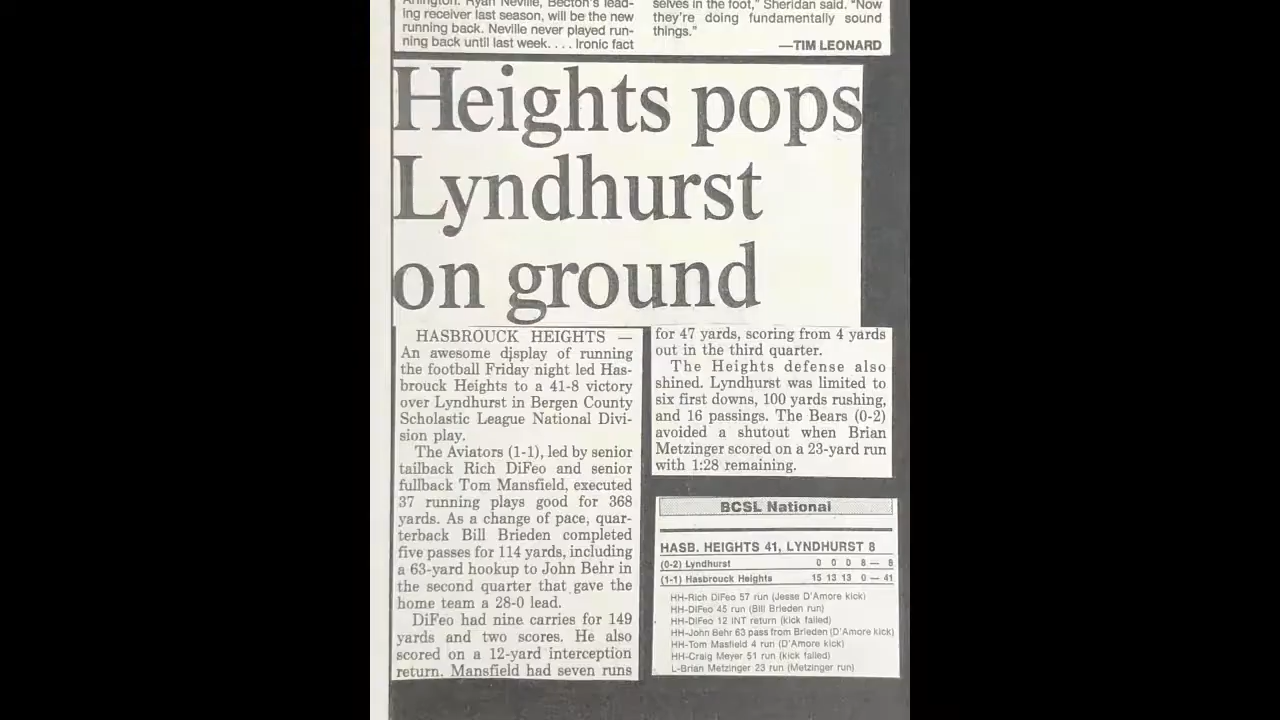 Arlington. Ryan Neville, Becton's lead-
ing receiver last season, will be the new
running back. Neville never played run-
ning back until last week. . . . Ironic fact
selves in the foot," Sheridan said. "Now
they're doing fundamentally sound
things."
—TIM LEONARD
Heights pops
Lyndhurst
on ground
HASBROUCK HEIGHTS —
An awesome display of running
the football Friday night led Has-
brouck Heights to a 41-8 victory
over Lyndhurst in Bergen County
Scholastic League National Divi-
sion play.
The Aviators (1-1), led by senior
tailback Rich DiFeo and senior
fullback Tom Mansfield, executed
37 running plays good for 368
yards. As a change of pace, quar-
terback Bill Brieden completed
five passes for 114 yards, including
a 63-yard hookup to John Behr in
the second quarter that gave the
home team a 28-0 lead.
DiFeo had nine carries for 149
yards and two scores. He also
scored on a 12-yard interception
return. Mansfield had seven runs
for 47 yards, scoring from 4 yards
out in the third quarter.
The Heights defense also
shined. Lyndhurst was limited to
six first downs, 100 yards rushing,
and 16 passings. The Bears (0-2)
avoided a shutout when Brian
Metzinger scored on a 23-yard run
with 1:28 remaining.
BCSL National
HASB. HEIGHTS 41, LYNDHURST 8
(0-2) Lyndhurst 0 0 0 8 — 8
(1-1) Hasbrouck Heights 15 13 13 0 — 41
HH-Rich DiFeo 57 run (Jesse D'Amore kick)
HH-DiFeo 45 run (Bill Brieden run)
HH-DiFeo 12 INT return (kick failed)
HH-John Behr 63 pass from Brieden (D'Amore kick)
HH-Tom Masfield 4 run (D'Amore kick)
HH-Craig Meyer 51 run (kick failed)
L-Brian Metzinger 23 run (Metzinger run)